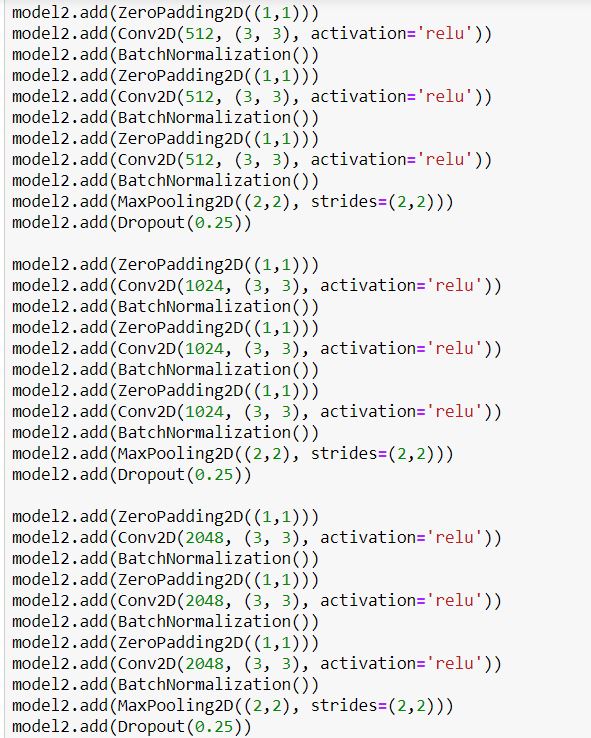 model2.add(ZeroPadding2D((1,1)))
model2.add(Conv2D(512, (3, 3), activation='relu'))
model2.add(BatchNormalization())
model2.add(ZeroPadding2D((1,1)))
model2.add(Conv2D(512, (3, 3), activation='relu'))
model2.add(BatchNormalization())
model2.add(ZeroPadding2D((1,1)))
model2.add(Conv2D(512, (3, 3), activation='relu'))
model2.add(BatchNormalization())
model2.add(MaxPooling2D((2,2), strides=(2,2)))
model2.add(Dropout(0.25))

model2.add(ZeroPadding2D((1,1)))
model2.add(Conv2D(1024, (3, 3), activation='relu'))
model2.add(BatchNormalization())
model2.add(ZeroPadding2D((1,1)))
model2.add(Conv2D(1024, (3, 3), activation='relu'))
model2.add(BatchNormalization())
model2.add(ZeroPadding2D((1,1)))
model2.add(Conv2D(1024, (3, 3), activation='relu'))
model2.add(BatchNormalization())
model2.add(MaxPooling2D((2,2), strides=(2,2)))
model2.add(Dropout(0.25))

model2.add(ZeroPadding2D((1,1)))
model2.add(Conv2D(2048, (3, 3), activation='relu'))
model2.add(BatchNormalization())
model2.add(ZeroPadding2D((1,1)))
model2.add(Conv2D(2048, (3, 3), activation='relu'))
model2.add(BatchNormalization())
model2.add(ZeroPadding2D((1,1)))
model2.add(Conv2D(2048, (3, 3), activation='relu'))
model2.add(BatchNormalization())
model2.add(MaxPooling2D((2,2), strides=(2,2)))
model2.add(Dropout(0.25))